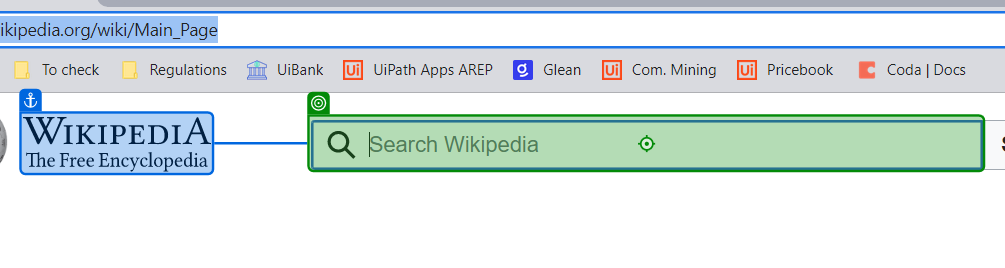 ikipedia.org/wiki/Main_Page
To check Regulations UiBank Ui UiPath Apps AREP Glean Ui Com. Mining Ui Pricebook Coda | Docs
WIKIPEDIA
The Free Encyclopedia
Search Wikipedia